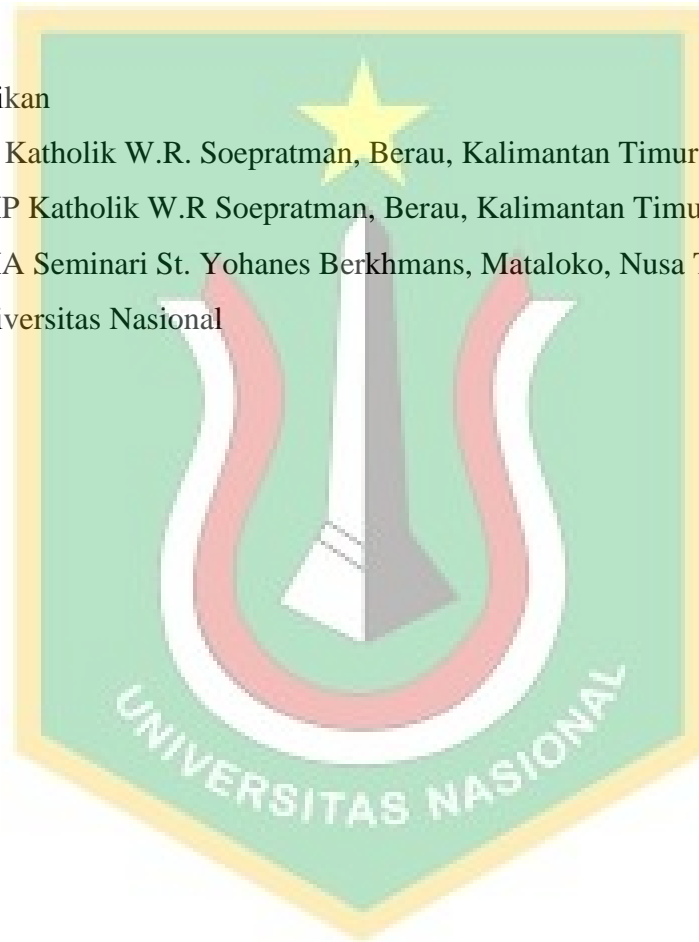 ikan
Katholik W.R. Soepratman, Berau, Kalimantan Timur
P Katholik W.R Soepratman, Berau, Kalimantan Timu
A Seminari St. Yohanes Berkhmans, Mataloko, Nusa T
iversitas Nasional
UNIVERSITAS NASIONAL